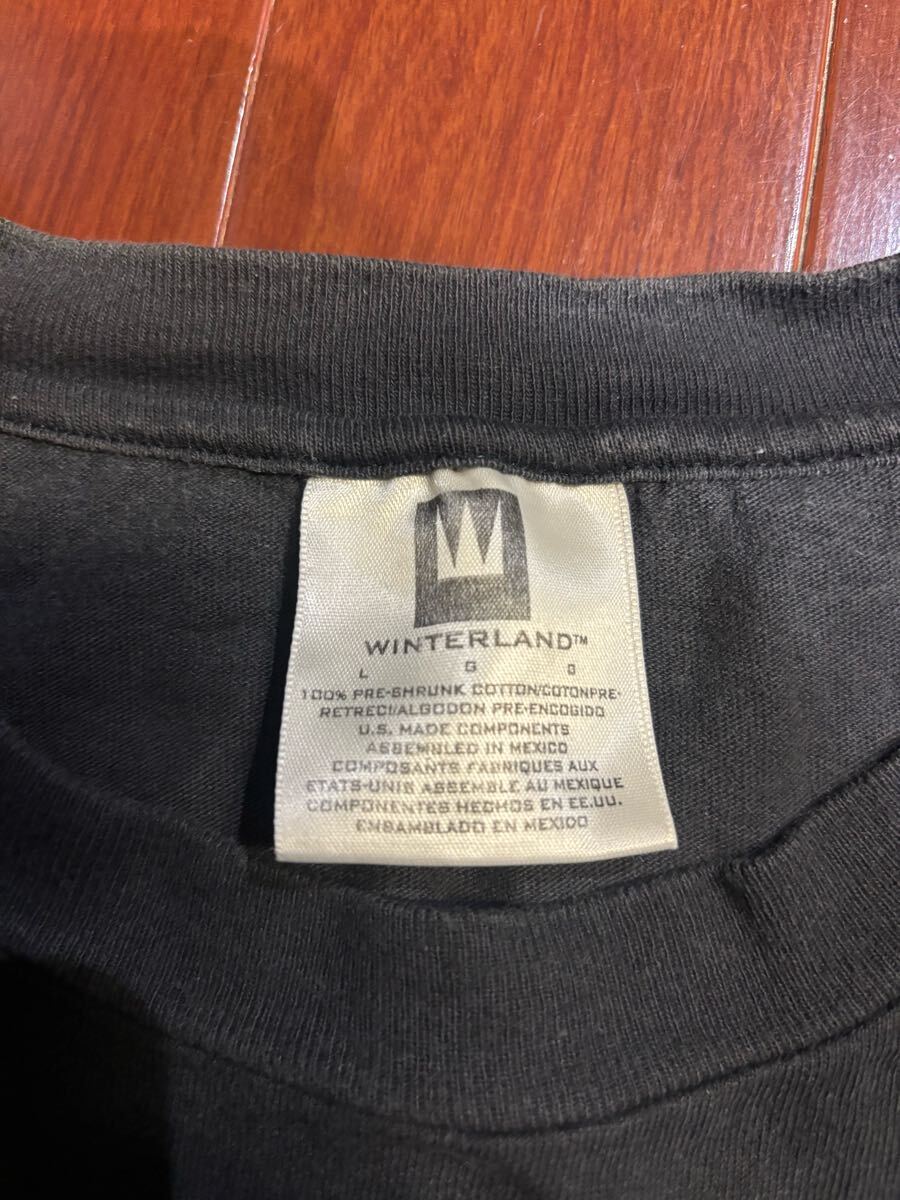 W
WINTERLAND™
L G G
100% PRE-SHRUNK COTTON/COTONPRE-
RETRECI/ALGODON PRE-ENCOGIDO
U.S. MADE COMPONENTS
ASSEMBLED IN MEXICO
COMPOSANTS FABRIQUES AUX
ETATS-UNIS ASSEMBLE AU MEXIQUE
COMPONENTES HECHOS EN EE.UU.
ENSAMBLADO EN MEXICO